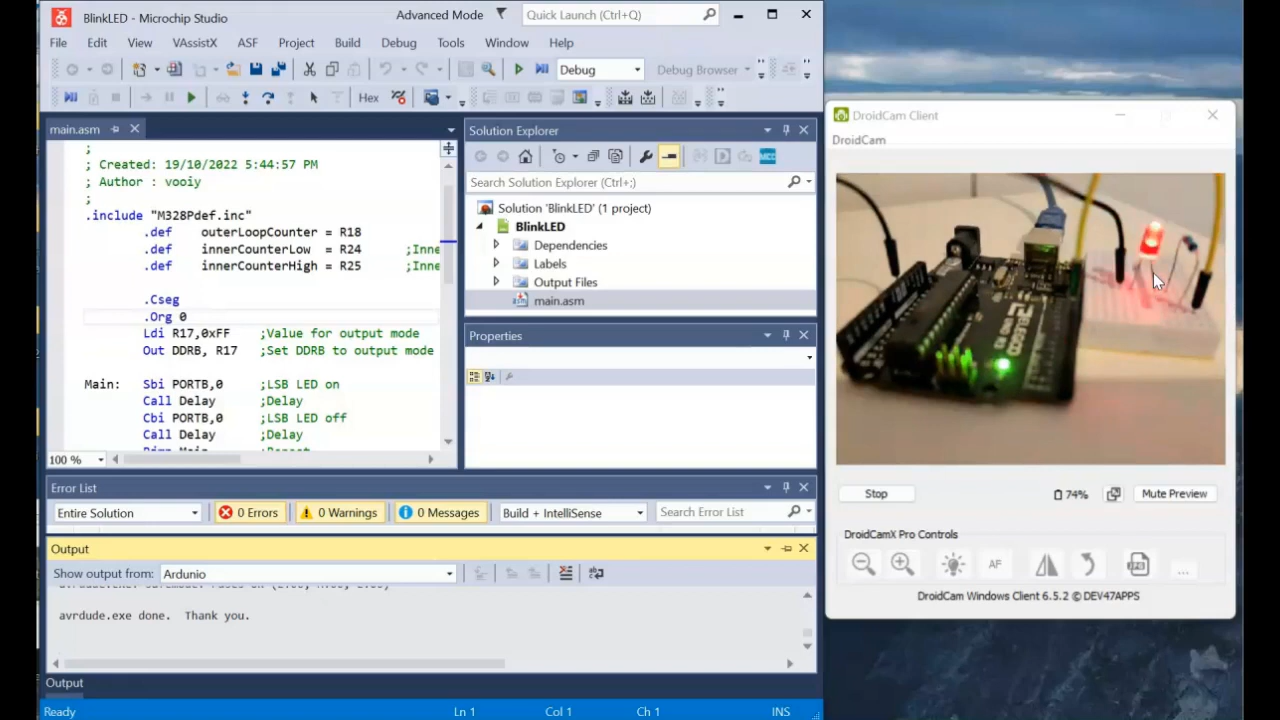 BlinkLED - Microchip Studio
Advanced Mode
Quick Launch (Ctrl+Q)
File Edit View VAssistX ASF Project Build Debug Tools Window Help
Debug
Debug Browser
Hex
main.asm
;
; Created: 19/10/2022 5:44:57 PM
; Author : vooiy
;
.include "M328Pdef.inc"
.def outerLoopCounter = R18
.def innerCounterLow = R24 ;Inne
.def innerCounterHigh = R25 ;Inne
.Cseg
.Org 0
Ldi R17,0xFF ;Value for output mode
Out DDRB, R17 ;Set DDRB to output mode
Main: Sbi PORTB,0 ;LSB LED on
Call Delay ;Delay
Cbi PORTB,0 ;LSB LED off
Call Delay ;Delay
100 %
Solution Explorer
Search Solution Explorer (Ctrl+;)
Solution 'BlinkLED' (1 project)
BlinkLED
Dependencies
Labels
Output Files
main.asm
Properties
Error List
Entire Solution
0 Errors
0 Warnings
0 Messages
Build + IntelliSense
Search Error List
Output
Show output from: Ardunio
avrdude.exe done. Thank you.
Output
Ready
Ln 1 Col 1 Ch 1 INS
DroidCam Client
DroidCam
ELEGOO
UNO R3
Stop
74%
Mute Preview
DroidCamX Pro Controls
AF
...
DroidCam Windows Client 6.5.2 © DEV47APPS